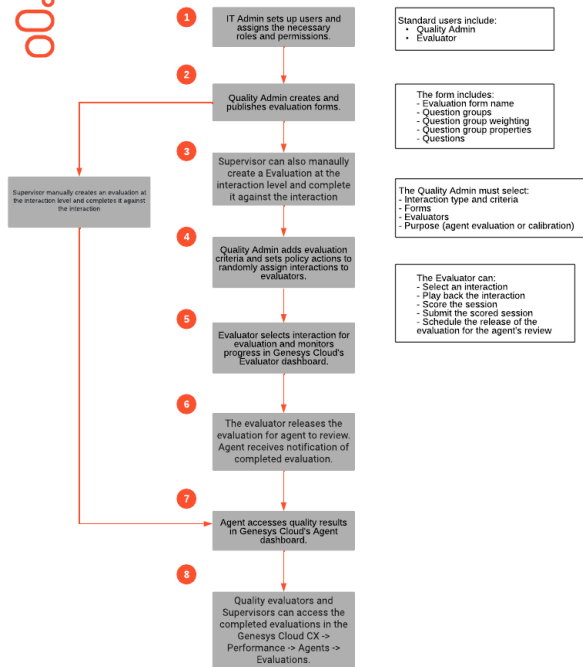 1
IT Admin sets up users and
assigns the necessary
roles and permissions.
Standard users include:
• Quality Admin
• Evaluator
2
Quality Admin creates and
publishes evaluation forms.
The form includes:
- Evaluation form name
- Question groups
- Question group weighting
- Question group properties
- Questions
3
Supervisor can also manaully
create a Evaluation at the
interaction level and complete
it against the interaction
Supervisor manually creates an evaluation at
the interaction level and completes it against
the interaction
The Quality Admin must select:
- Interaction type and criteria
- Forms
- Evaluators
- Purpose (agent evaluation or calibration)
4
Quality Admin adds evaluation
criteria and sets policy actions to
randomly assign interactions to
evaluators.
The Evaluator can:
- Select an interaction
- Play back the interaction
- Score the session
- Submit the scored session
- Schedule the release of the
evaluation for the agent's review
5
Evaluator selects interaction for
evaluation and monitors
progress in Genesys Cloud's
Evaluator dashboard.
6
The evaluator releases the
evaluation for agent to review.
Agent receives notification of
completed evaluation.
7
Agent accesses quality results
in Genesys Cloud's Agent
dashboard.
8
Quality evaluators and
Supervisors can access the
completed evaluations in the
Genesys Cloud CX ->
Performance -> Agents ->
Evaluations.